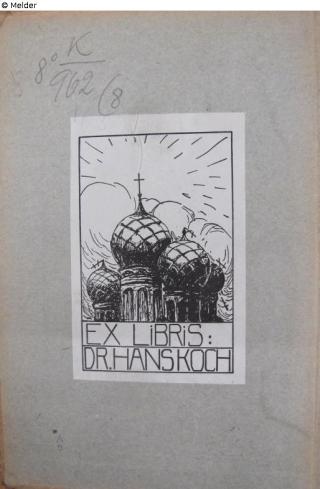 © Melder
8° K
962 (8
EX LIBRIS:
DR. HANS KOCH